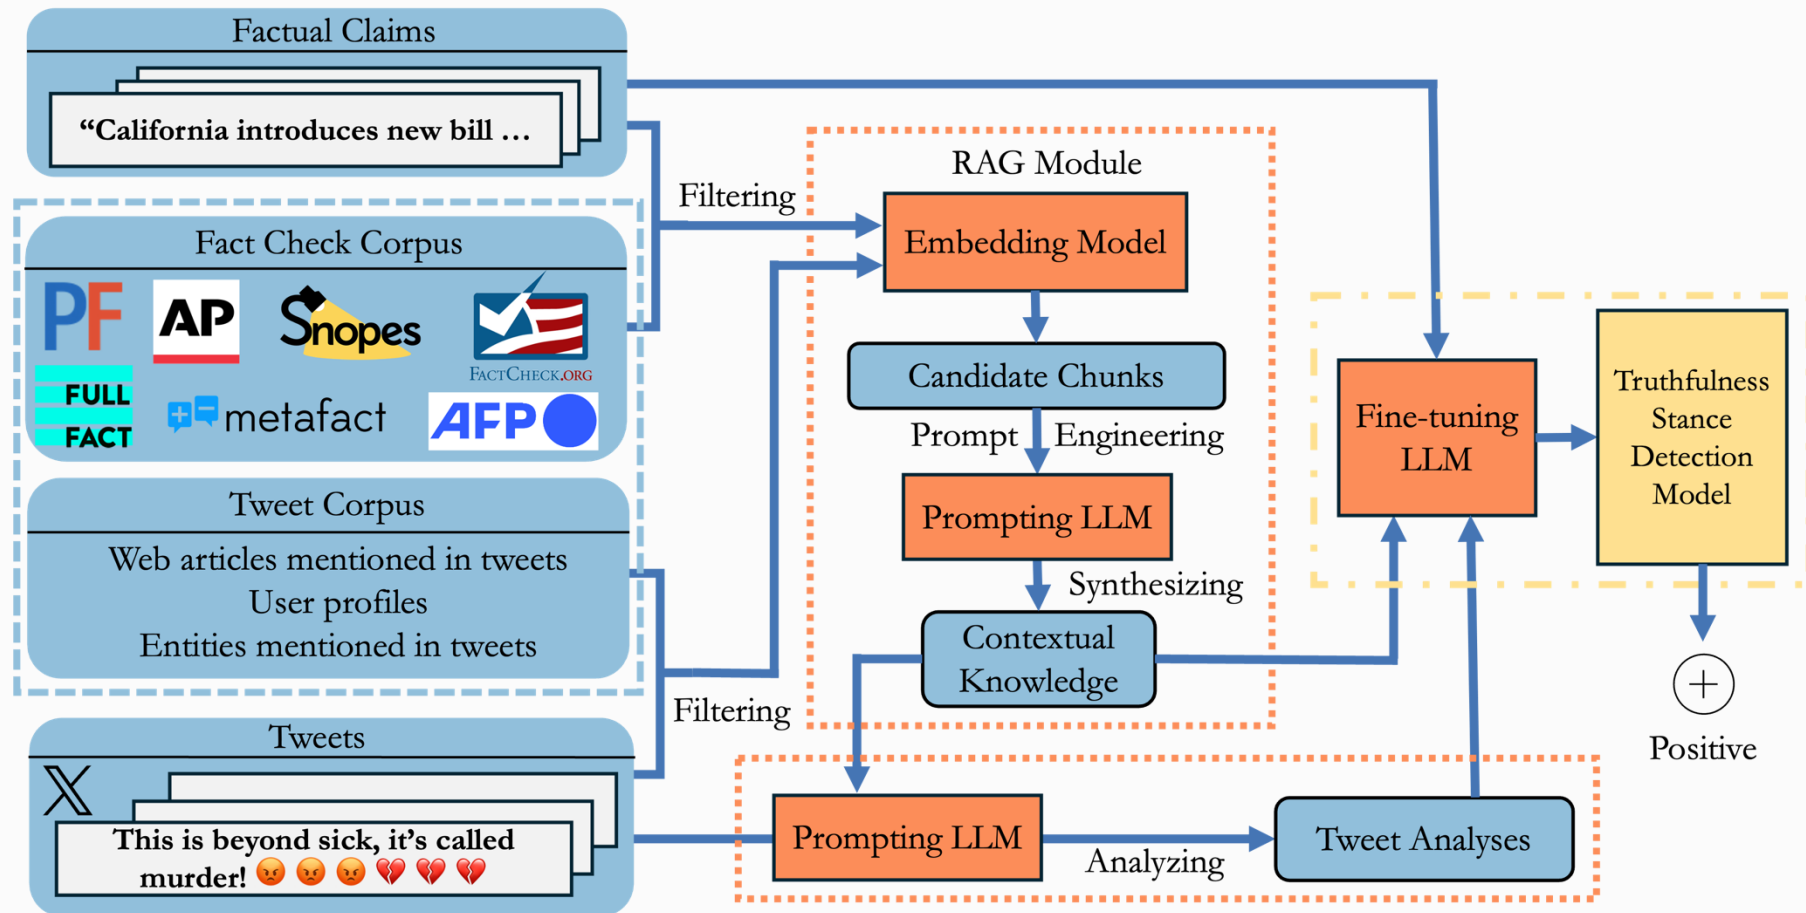 Factual Claims
“California introduces new bill …
Fact Check Corpus
PF
AP
Snopes
FACTCHECK.ORG
FULL
FACT
metafact
AFP
Tweet Corpus
Web articles mentioned in tweets
User profiles
Entities mentioned in tweets
Tweets
X
This is beyond sick, it’s called
murder! 😡 😡 😡 💔 💔 💔
Filtering
Filtering
RAG Module
Embedding Model
Candidate Chunks
Prompt Engineering
Prompting LLM
Synthesizing
Contextual
Knowledge
Prompting LLM
Analyzing
Tweet Analyses
Fine-tuning
LLM
Truthfulness
Stance
Detection
Model
+
Positive